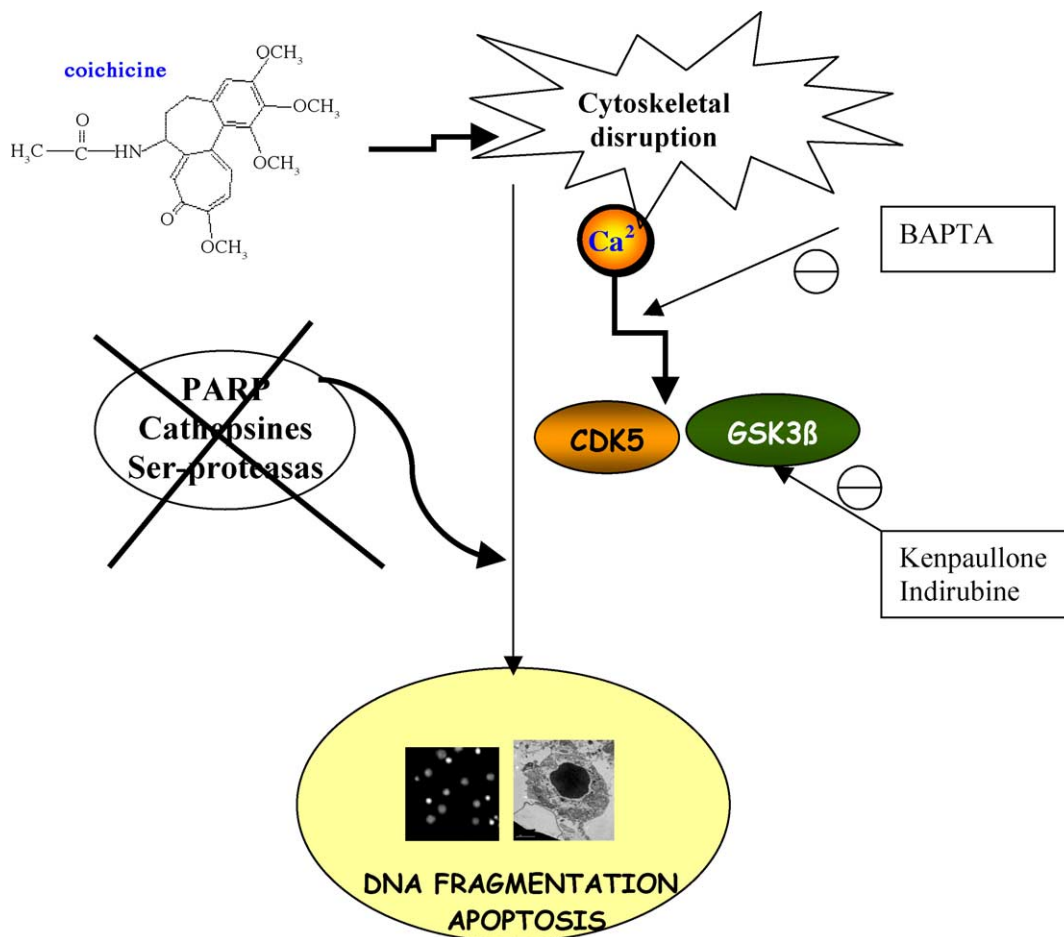 coichicine
OCH₃
OCH₃
OCH₃
O
H₃C
C
HN
O
OCH₃
Cytoskeletal
disruption
Ca²
BAPTA
PARP
Cathepsines
Ser-proteasas
CDK5
GSK3ß
Kenpaullone
Indirubine
DNA FRAGMENTATION
APOPTOSIS